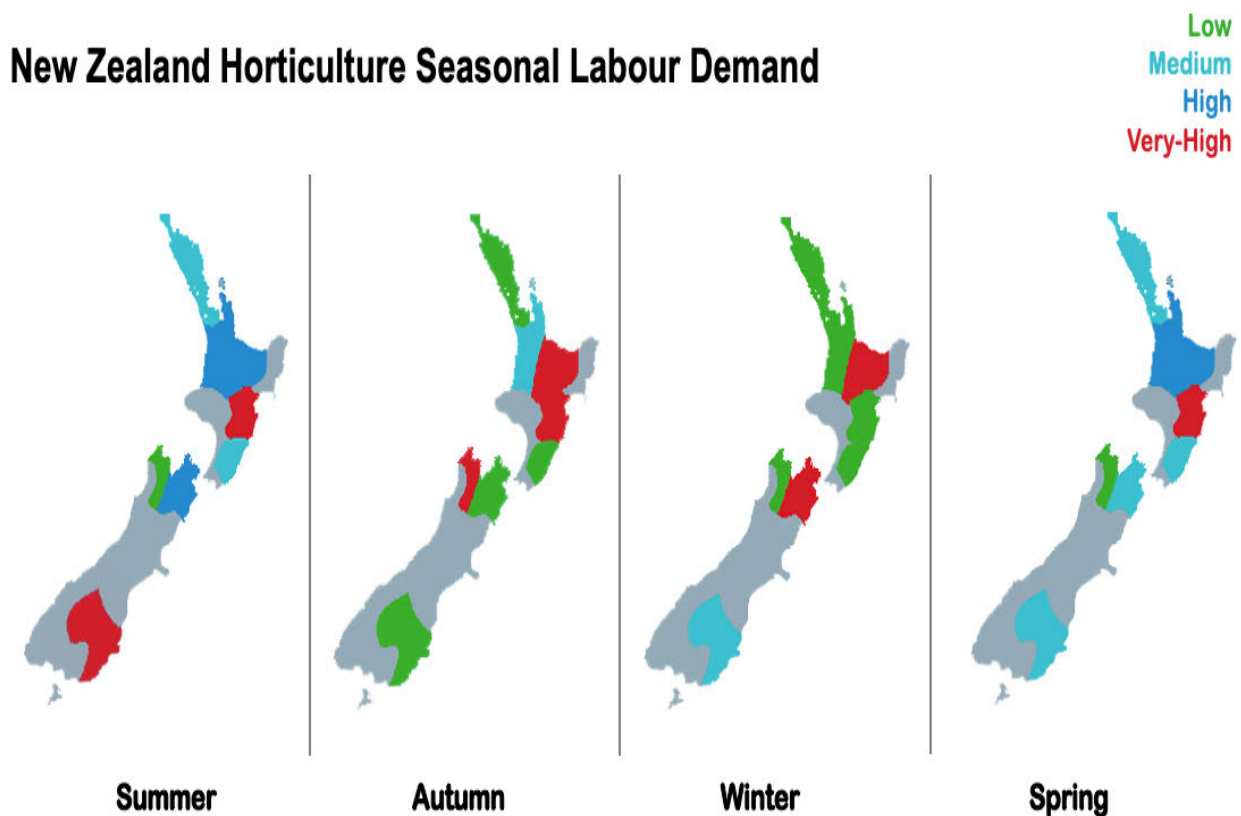 New Zealand Horticulture Seasonal Labour Demand
Low
Medium
High
Very-High
Summer
Autumn
Winter
Spring